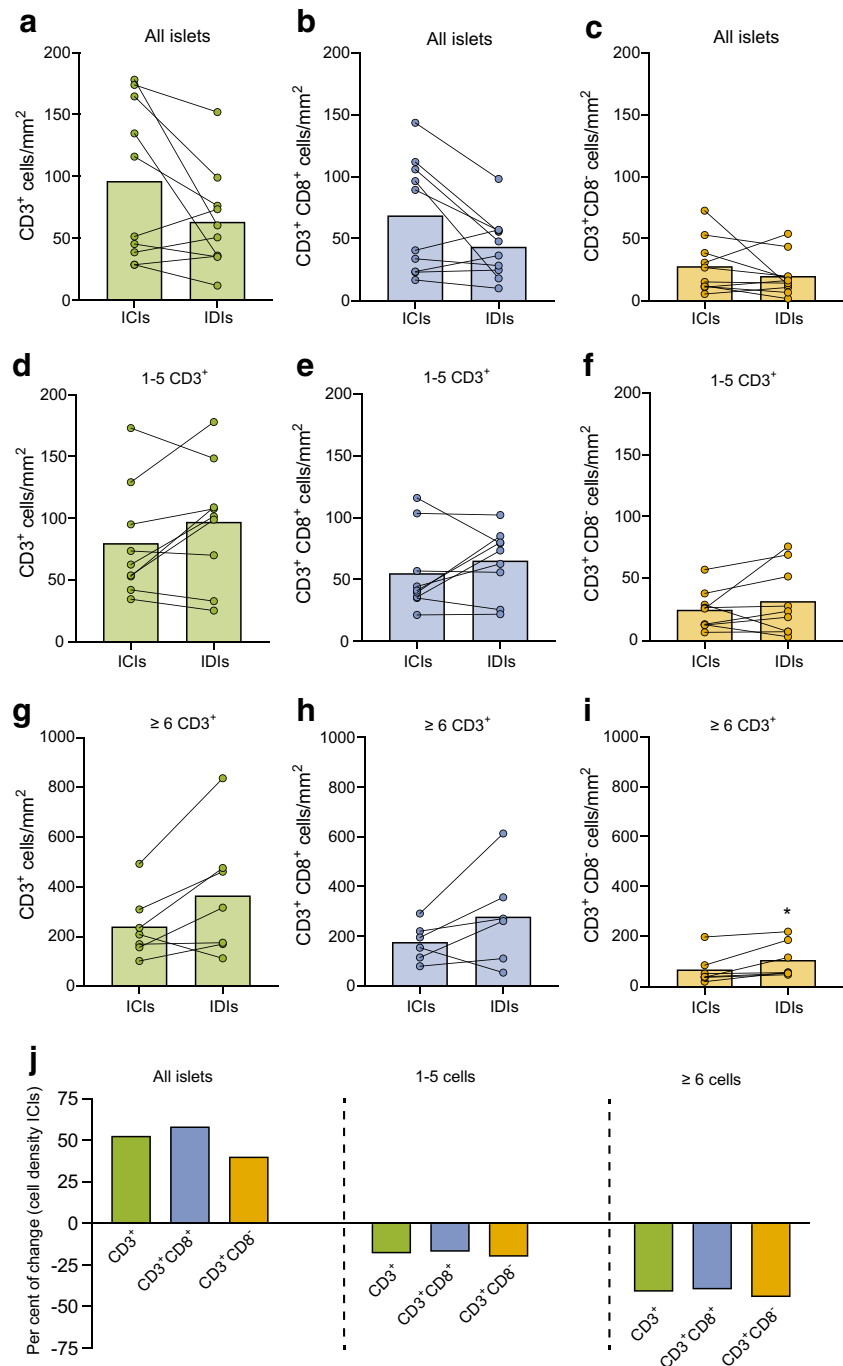 a
All islets
CD3⁺ cells/mm²
200
150
100
50
0
ICIs
IDIs
b
All islets
CD3⁺ CD8⁺ cells/mm²
200
150
100
50
0
ICIs
IDIs
c
All islets
CD3⁺CD8⁻ cells/mm²
200
150
100
50
0
ICIs
IDIs
d
1-5 CD3⁺
CD3⁺ cells/mm²
200
150
100
50
0
ICIs
IDIs
e
1-5 CD3⁺
CD3⁺ CD8⁺ cells/mm²
200
150
100
50
0
ICIs
IDIs
f
1-5 CD3⁺
CD3⁺ CD8⁻ cells/mm²
200
150
100
50
0
ICIs
IDIs
g
≥ 6 CD3⁺
CD3⁺ cells/mm²
1000
800
600
400
200
0
ICIs
IDIs
h
≥ 6 CD3⁺
CD3⁺ CD8⁺ cells/mm²
1000
800
600
400
200
0
ICIs
IDIs
i
≥ 6 CD3⁺
CD3⁺ CD8⁻ cells/mm²
1000
800
600
400
200
0
*
ICIs
IDIs
j
All islets
1-5 cells
≥ 6 cells
Per cent of change (cell density ICIs)
75
50
25
0
-25
-50
-75
CD3⁺
CD3⁺CD8⁺
CD3⁺CD8⁻
CD3⁺
CD3⁺CD8⁺
CD3⁺CD8⁻
CD3⁺
CD3⁺CD8⁺
CD3⁺CD8⁻